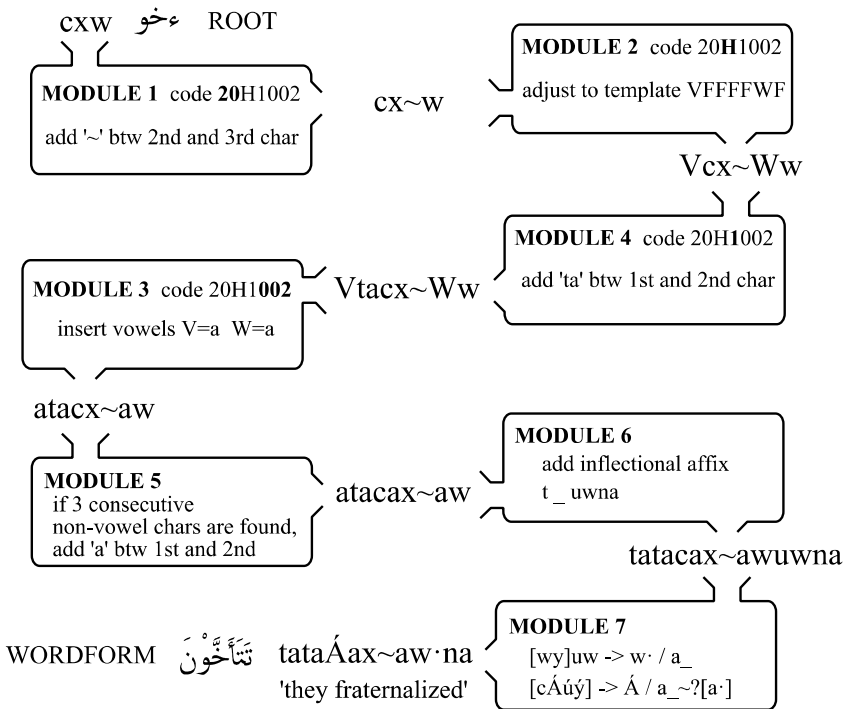 cxw ءخو ROOT
MODULE 1 code 20H1002
add '~' btw 2nd and 3rd char
cx~w
MODULE 2 code 20H1002
adjust to template VFFFFWF
Vcx~Ww
MODULE 4 code 20H1002
add 'ta' btw 1st and 2nd char
Vtacx~Ww
MODULE 3 code 20H1002
insert vowels V=a W=a
atacx~aw
MODULE 5
if 3 consecutive
non-vowel chars are found,
add 'a' btw 1st and 2nd
atacax~aw
MODULE 6
add inflectional affix
t _ uwna
tatacax~awuwna
MODULE 7
[wy]uw -> w· / a_
[cÁúý] -> Á / a_~?[a·]
WORDFORM تَتَأَخَّوْنَ tataÁax~aw·na
'they fraternalized'